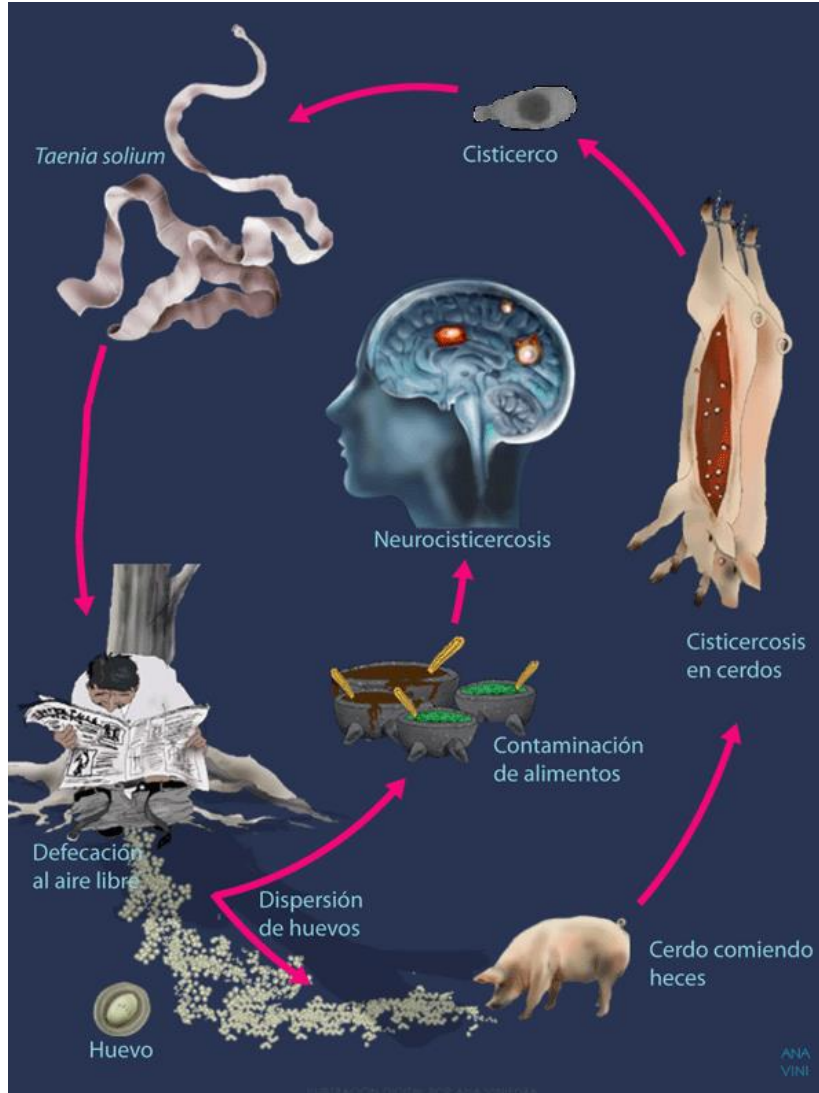 Taenia solium
Cisticerco
Neurocisticercosis
Cisticercosis
en cerdos
Contaminación
de alimentos
Defecación
al aire libre
Dispersión
de huevos
Cerdo comiendo
heces
Huevo
ANA
VINI